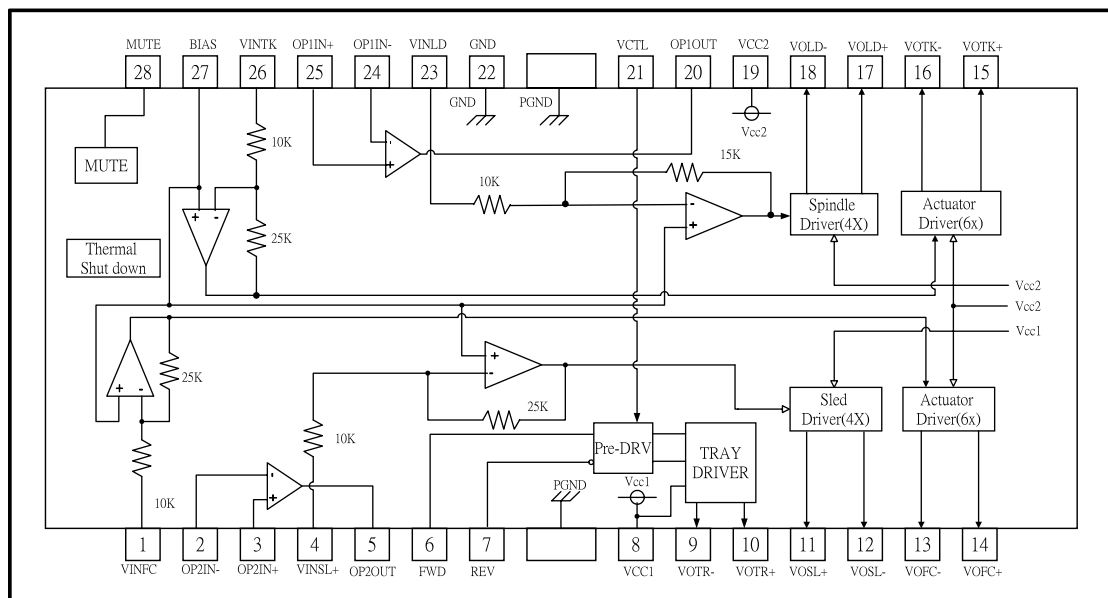 MUTE BIAS VINTK OP1IN+ OP1IN- VINLD GND VCTL OP1OUT VCC2 VOLD- VOLD+ VOTK- VOTK+
28 27 26 25 24 23 22 21 20 19 18 17 16 15
GND PGND
Vcc2
10K
MUTE
15K
10K
Spindle
Driver(4X)
Actuator
Driver(6x)
+ -
- +
- +
25K
Thermal
Shut down
Vcc2
Vcc2
Vcc1
+ -
25K
+ -
25K
Sled
Driver(4X)
Actuator
Driver(6x)
10K
Pre-DRV
TRAY
DRIVER
- +
10K
PGND
Vcc1
1 2 3 4 5 6 7 8 9 10 11 12 13 14
VINFC OP2IN- OP2IN+ VINSL+ OP2OUT FWD REV VCC1 VOTR- VOTR+ VOSL+ VOSL- VOFC- VOFC+